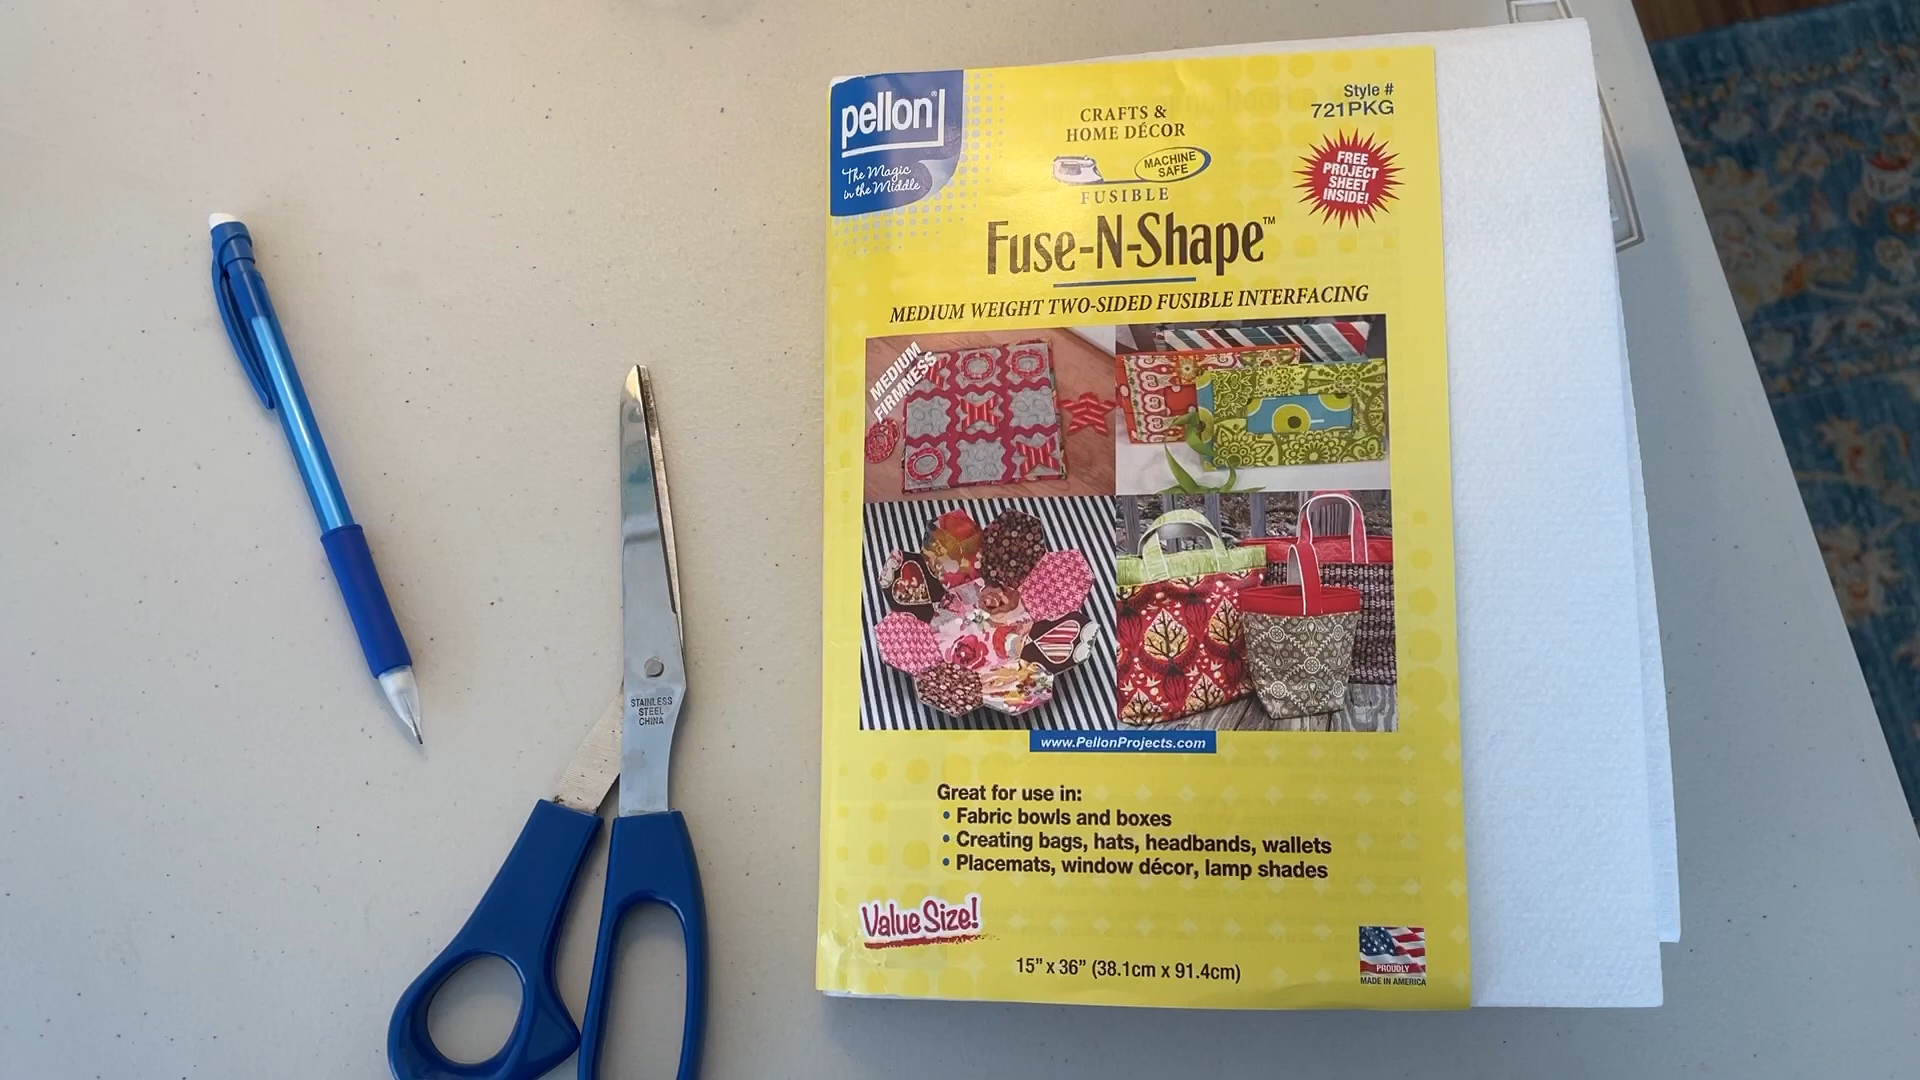 pellon®
The Magic
in the Middle
CRAFTS &
HOME DÉCOR
MACHINE
SAFE
FUSIBLE
Style #
721PKG
FREE
PROJECT
SHEET
INSIDE!
Fuse-N-Shape™
MEDIUM WEIGHT TWO-SIDED FUSIBLE INTERFACING
MEDIUM
FIRMNESS
www.PellonProjects.com
Great for use in:
• Fabric bowls and boxes
• Creating bags, hats, headbands, wallets
• Placemats, window décor, lamp shades
Value Size!
15” x 36” (38.1cm x 91.4cm)
PROUDLY
MADE IN AMERICA
STAINLESS
STEEL
CHINA